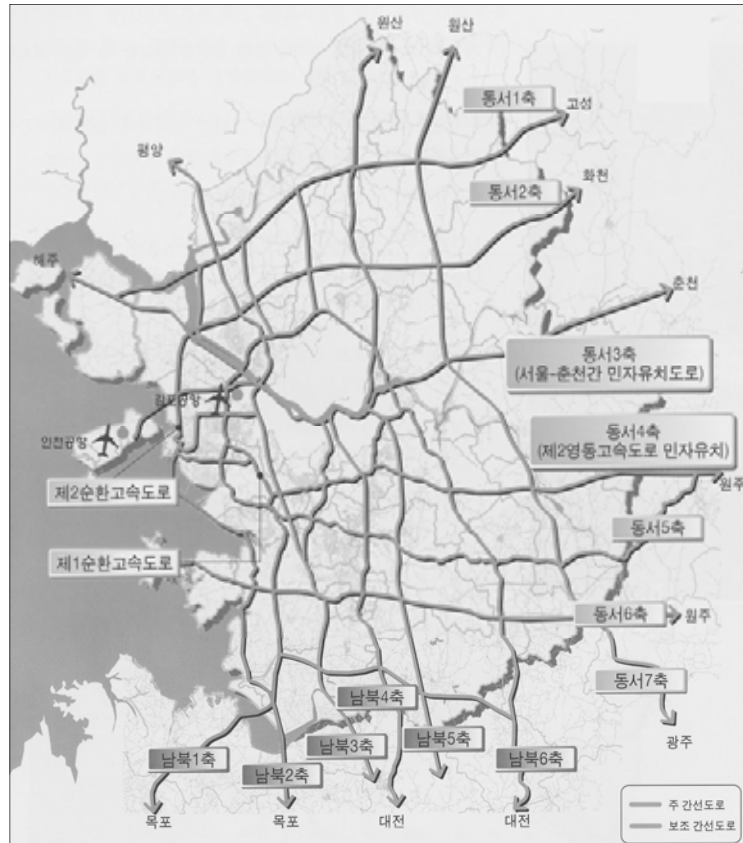 원산
원산
동서1축
고성
평양
화천
동서2축
해주
춘천
동서3축
(서울-춘천간 민자유치도로)
김포공항
인천공항
동서4축
(제2영동고속도로 민자유치)
원주
제2순환고속도로
동서5축
제1순환고속도로
동서6축
원주
동서7축
남북4축
광주
남북1축
남북2축
남북3축
남북5축
남북6축
목포
목포
대전
대전
주 간선도로
보조 간선도로